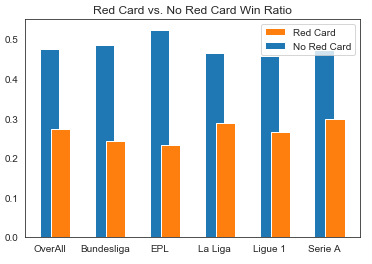 Red Card vs. No Red Card Win Ratio
Red Card
No Red Card
0.5
0.4
0.3
0.2
0.1
0.0
OverAll Bundesliga EPL La Liga Ligue 1 Serie A